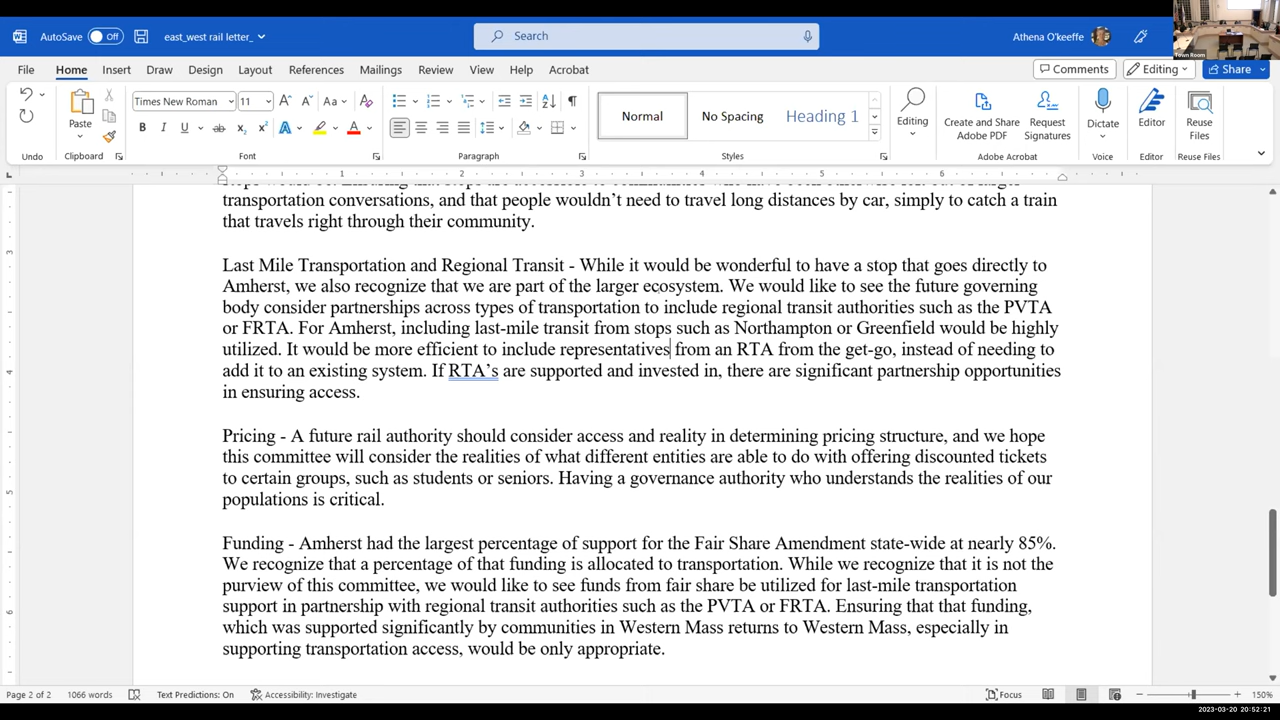 AutoSave Off east_west rail letter_ Search Athena O'keeffe
Town Room
File Home Insert Draw Design Layout References Mailings Review View Help Acrobat Comments Editing Share
Times New Roman 11 Aa
Paste
B I U ab x₂ x² A A
Normal No Spacing Heading 1
Editing Create and Share Adobe PDF Request Signatures Dictate Editor Reuse Files
Undo Clipboard Font Paragraph Styles Adobe Acrobat Voice Editor Reuse Files
1 2 3 4 5 6
transportation conversations, and that people wouldn’t need to travel long distances by car, simply to catch a train
that travels right through their community.
Last Mile Transportation and Regional Transit - While it would be wonderful to have a stop that goes directly to
Amherst, we also recognize that we are part of the larger ecosystem. We would like to see the future governing
body consider partnerships across types of transportation to include regional transit authorities such as the PVTA
or FRTA. For Amherst, including last-mile transit from stops such as Northampton or Greenfield would be highly
utilized. It would be more efficient to include representatives from an RTA from the get-go, instead of needing to
add it to an existing system. If RTA’s are supported and invested in, there are significant partnership opportunities
in ensuring access.
Pricing - A future rail authority should consider access and reality in determining pricing structure, and we hope
this committee will consider the realities of what different entities are able to do with offering discounted tickets
to certain groups, such as students or seniors. Having a governance authority who understands the realities of our
populations is critical.
Funding - Amherst had the largest percentage of support for the Fair Share Amendment state-wide at nearly 85%.
We recognize that a percentage of that funding is allocated to transportation. While we recognize that it is not the
purview of this committee, we would like to see funds from fair share be utilized for last-mile transportation
support in partnership with regional transit authorities such as the PVTA or FRTA. Ensuring that that funding,
which was supported significantly by communities in Western Mass returns to Western Mass, especially in
supporting transportation access, would be only appropriate.
3
4
5
6
Page 2 of 2 1066 words Text Predictions: On Accessibility: Investigate Focus 150%
2023-03-20 20:52:21